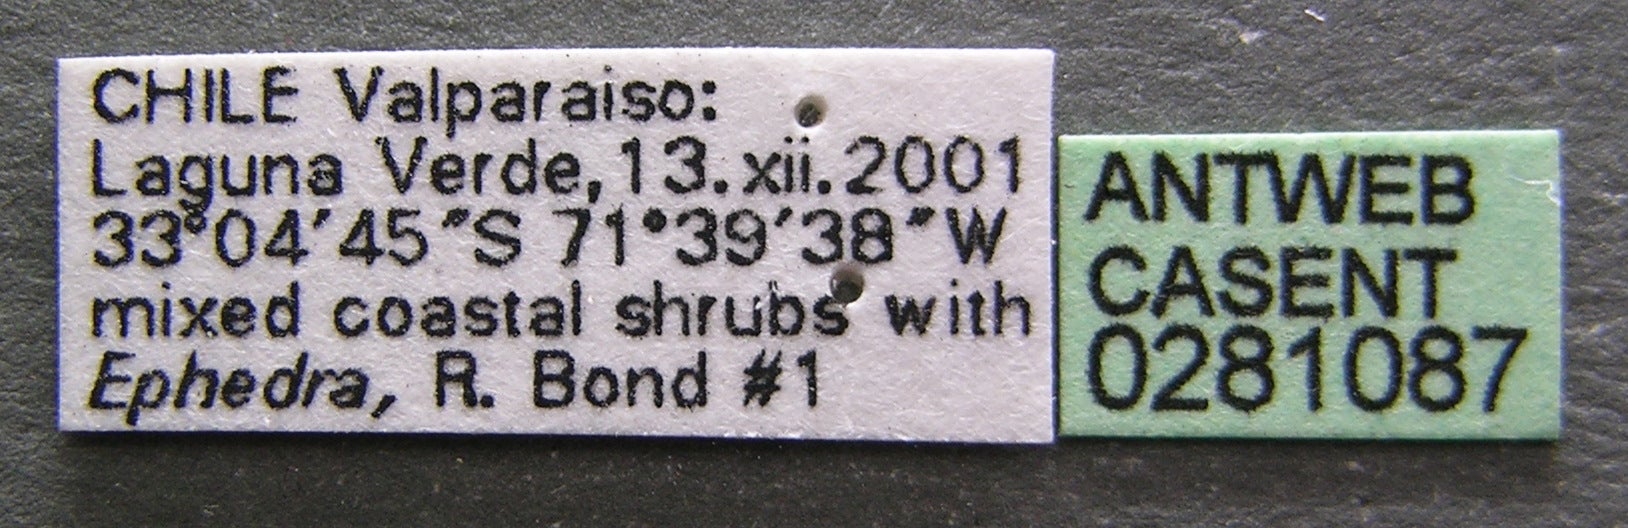 CHILE Valparaiso:
Laguna Verde, 13.xii.2001
33°04′45″S 71°39′38″W
mixed coastal shrubs with
Ephedra, R. Bond #1
ANTWEB
CASENT
0281087